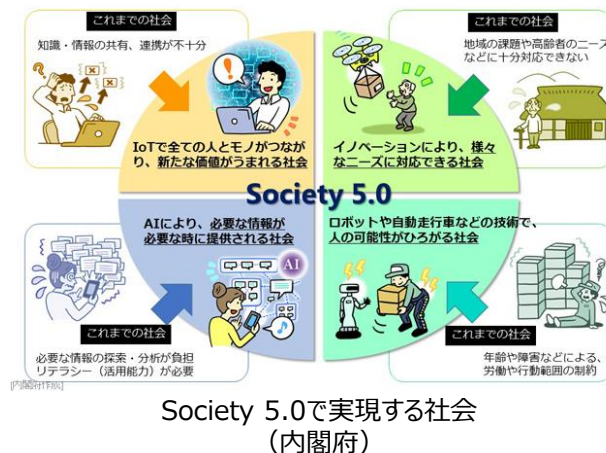 これまでの社会
知識・情報の共有、連携が不十分
IoTで全ての人とモノがつなが
り、新たな価値がうまれる社会
これまでの社会
地域の課題や高齢者のニーズ
などに十分対応できない
イノベーションにより、様々
なニーズに対応できる社会
Society 5.0
AIにより、必要な情報が
必要な時に提供される社会
AI
これまでの社会
必要な情報の探索・分析が負担
リテラシー（活用能力）が必要
ロボットや自動走行車などの技術で、
人の可能性がひろがる社会
これまでの社会
年齢や障害などによる、
労働や行動範囲の制約
[内閣府作成]
Society 5.0で実現する社会
（内閣府）